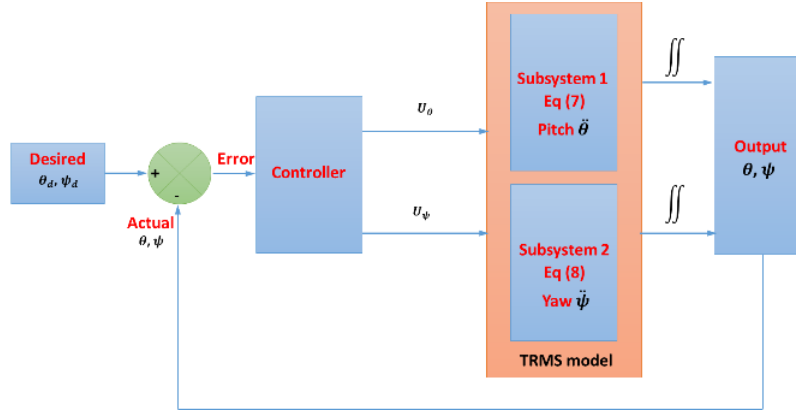 Desired
θd, ψd
+
-
Error
Actual
θ, ψ
Controller
Uθ
Uψ
Subsystem 1
Eq (7)
Pitch θ̈
Subsystem 2
Eq (8)
Yaw ψ̈
TRMS model
∬
∬
Output
θ, ψ